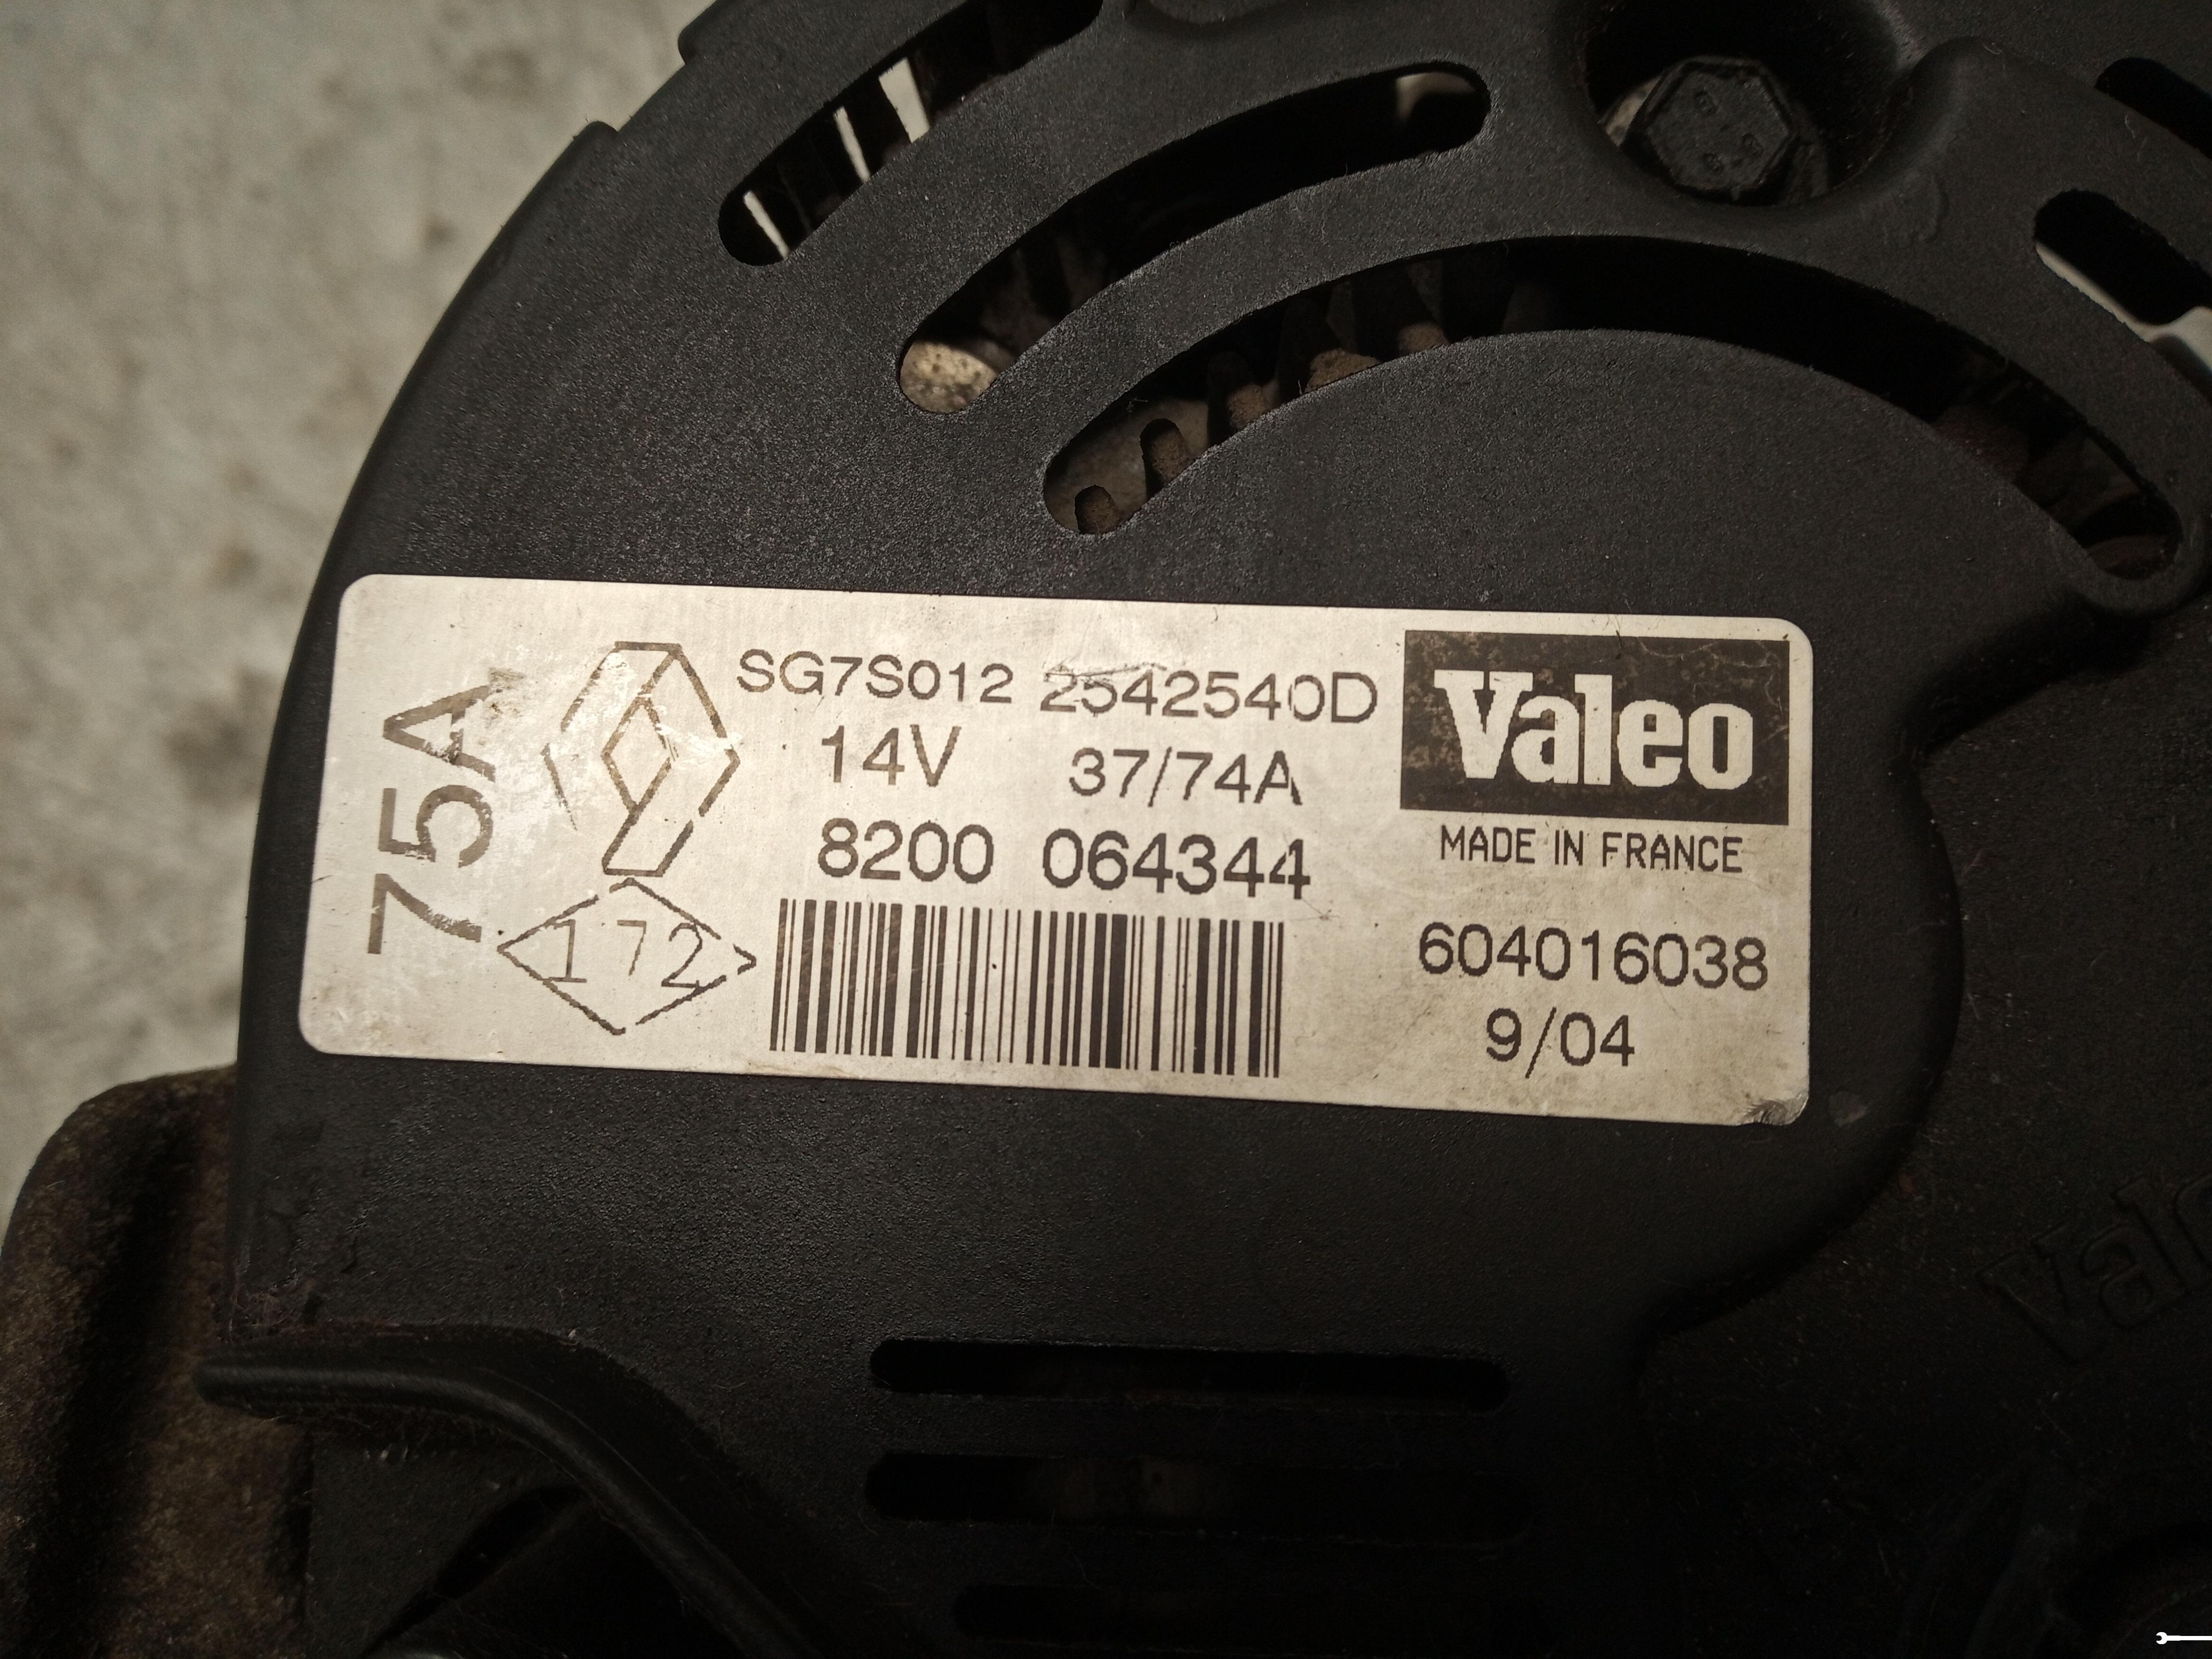 75A
SG7S012 2542540D
14V 37/74A
8200 064344
172
Valeo
MADE IN FRANCE
604016038
9/04